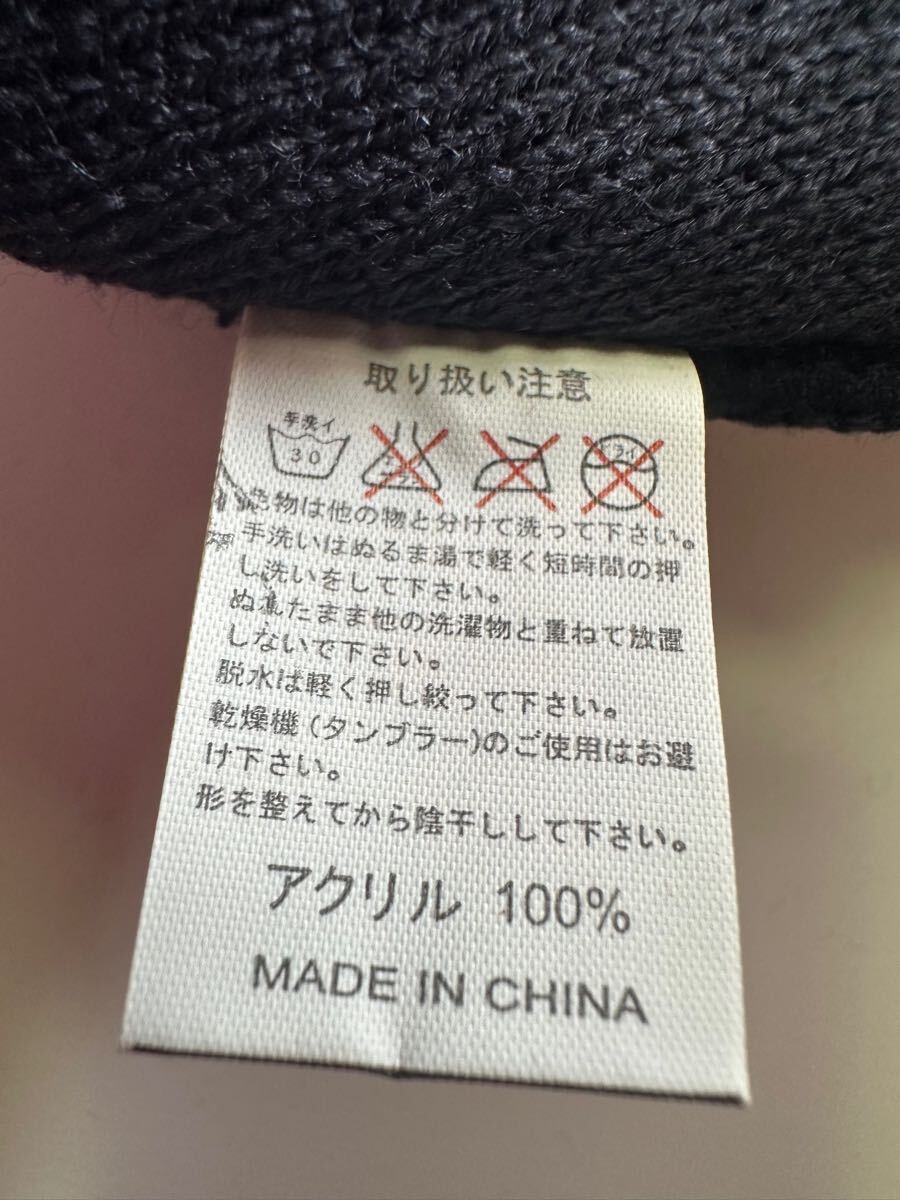 取り扱い注意
手洗イ
30
ドライ
色物は他の物と分けて洗って下さい。
手洗いはぬるま湯で軽く短時間の押
し洗いをして下さい。
ぬれたまま他の洗濯物と重ねて放置
しないで下さい。
脱水は軽く押し絞って下さい。
乾燥機(タンブラー)のご使用はお避
け下さい。
形を整えてから陰干しして下さい。
アクリル 100%
MADE IN CHINA